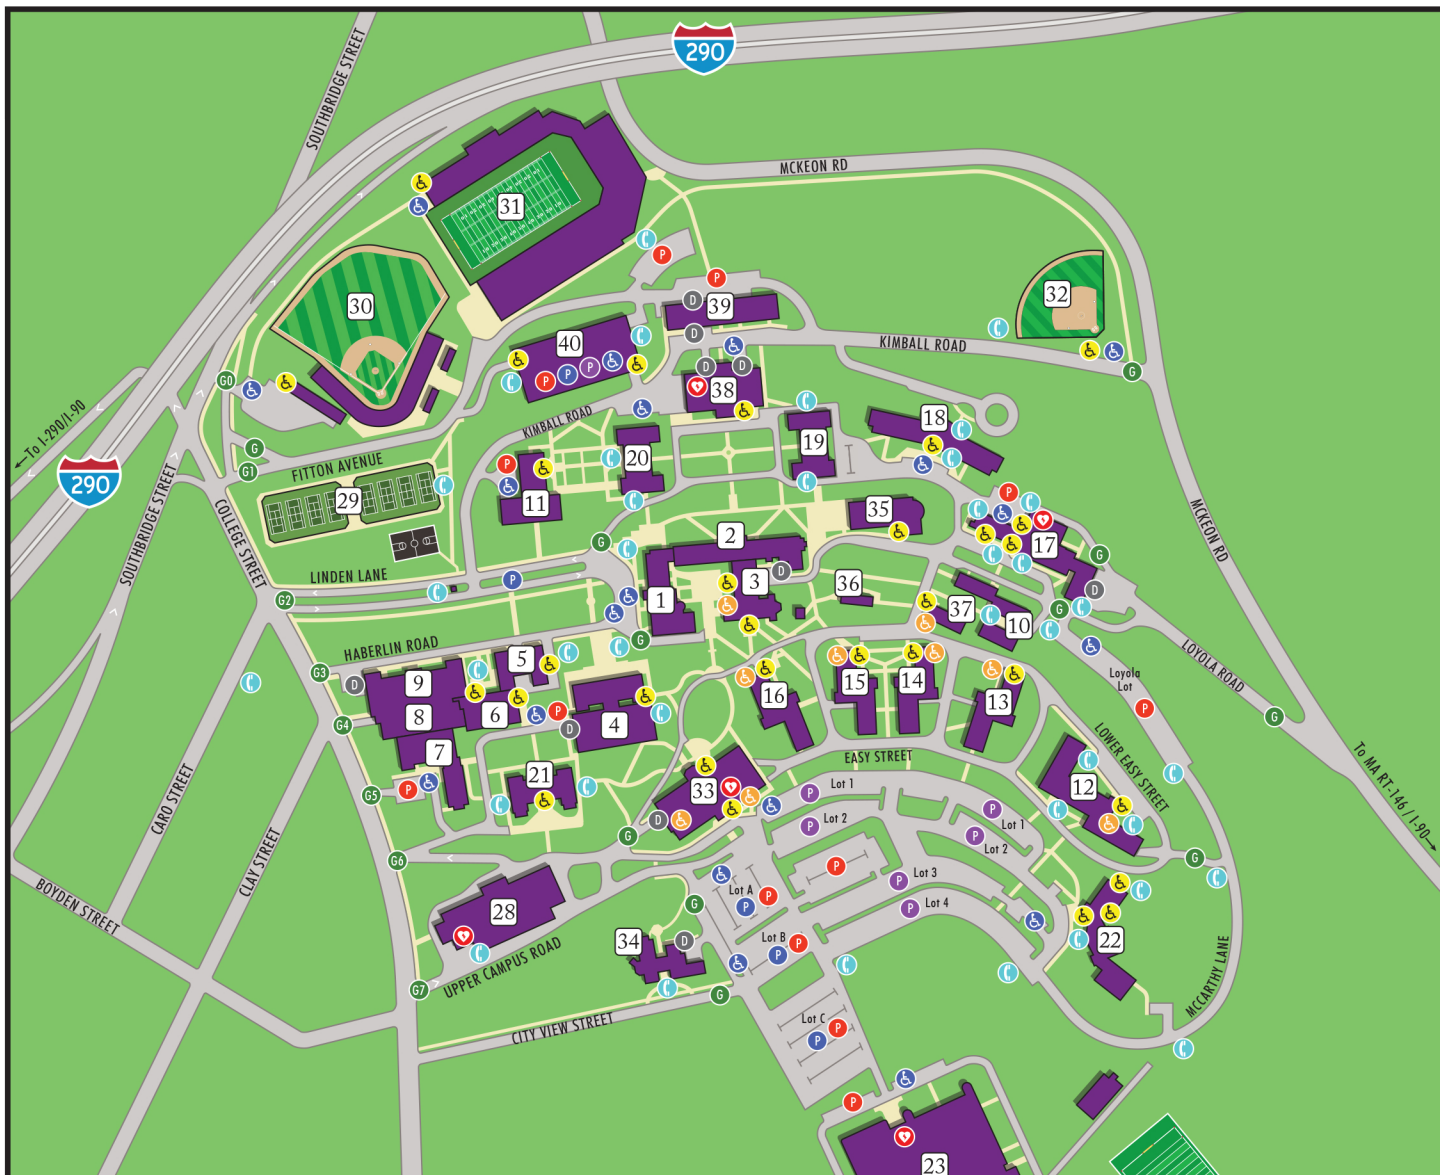 SOUTHBRIDGE STREET
290
MCKEON RD
31
P
30
32
D
P
39
D
40
KIMBALL ROAD
P
P
P
D
D
38
G
G0
←To I-290/I-90
290
KIMBALL ROAD
18
19
20
G
G1
FITTON AVENUE
29
P
11
SOUTHBRIDGE STREET
COLLEGE STREET
P
35
17
G
MCKEON RD
G
2
LINDEN LANE
P
G2
1
3
D
36
37
10
D
G
G
HABERLIN ROAD
G3
D
9
5
8
6
P
D
4
G4
7
16
15
14
13
Loyola
Lot
P
LOYOLA ROAD
G
To MA RT-146 / I-90→
EASY STREET
LOWER EASY STREET
12
G5
P
21
33
D
G
P
Lot 1
P
Lot 2
P
Lot 1
P
Lot 2
CARO STREET
CLAY STREET
G6
G
BOYDEN STREET
28
P
P
Lot 3
P
Lot 4
Lot A
P
P
G
22
34
D
Lot B
P
P
UPPER CAMPUS ROAD
G7
G
MCCARTHY LANE
CITY VIEW STREET
Lot C
P
P
P
23